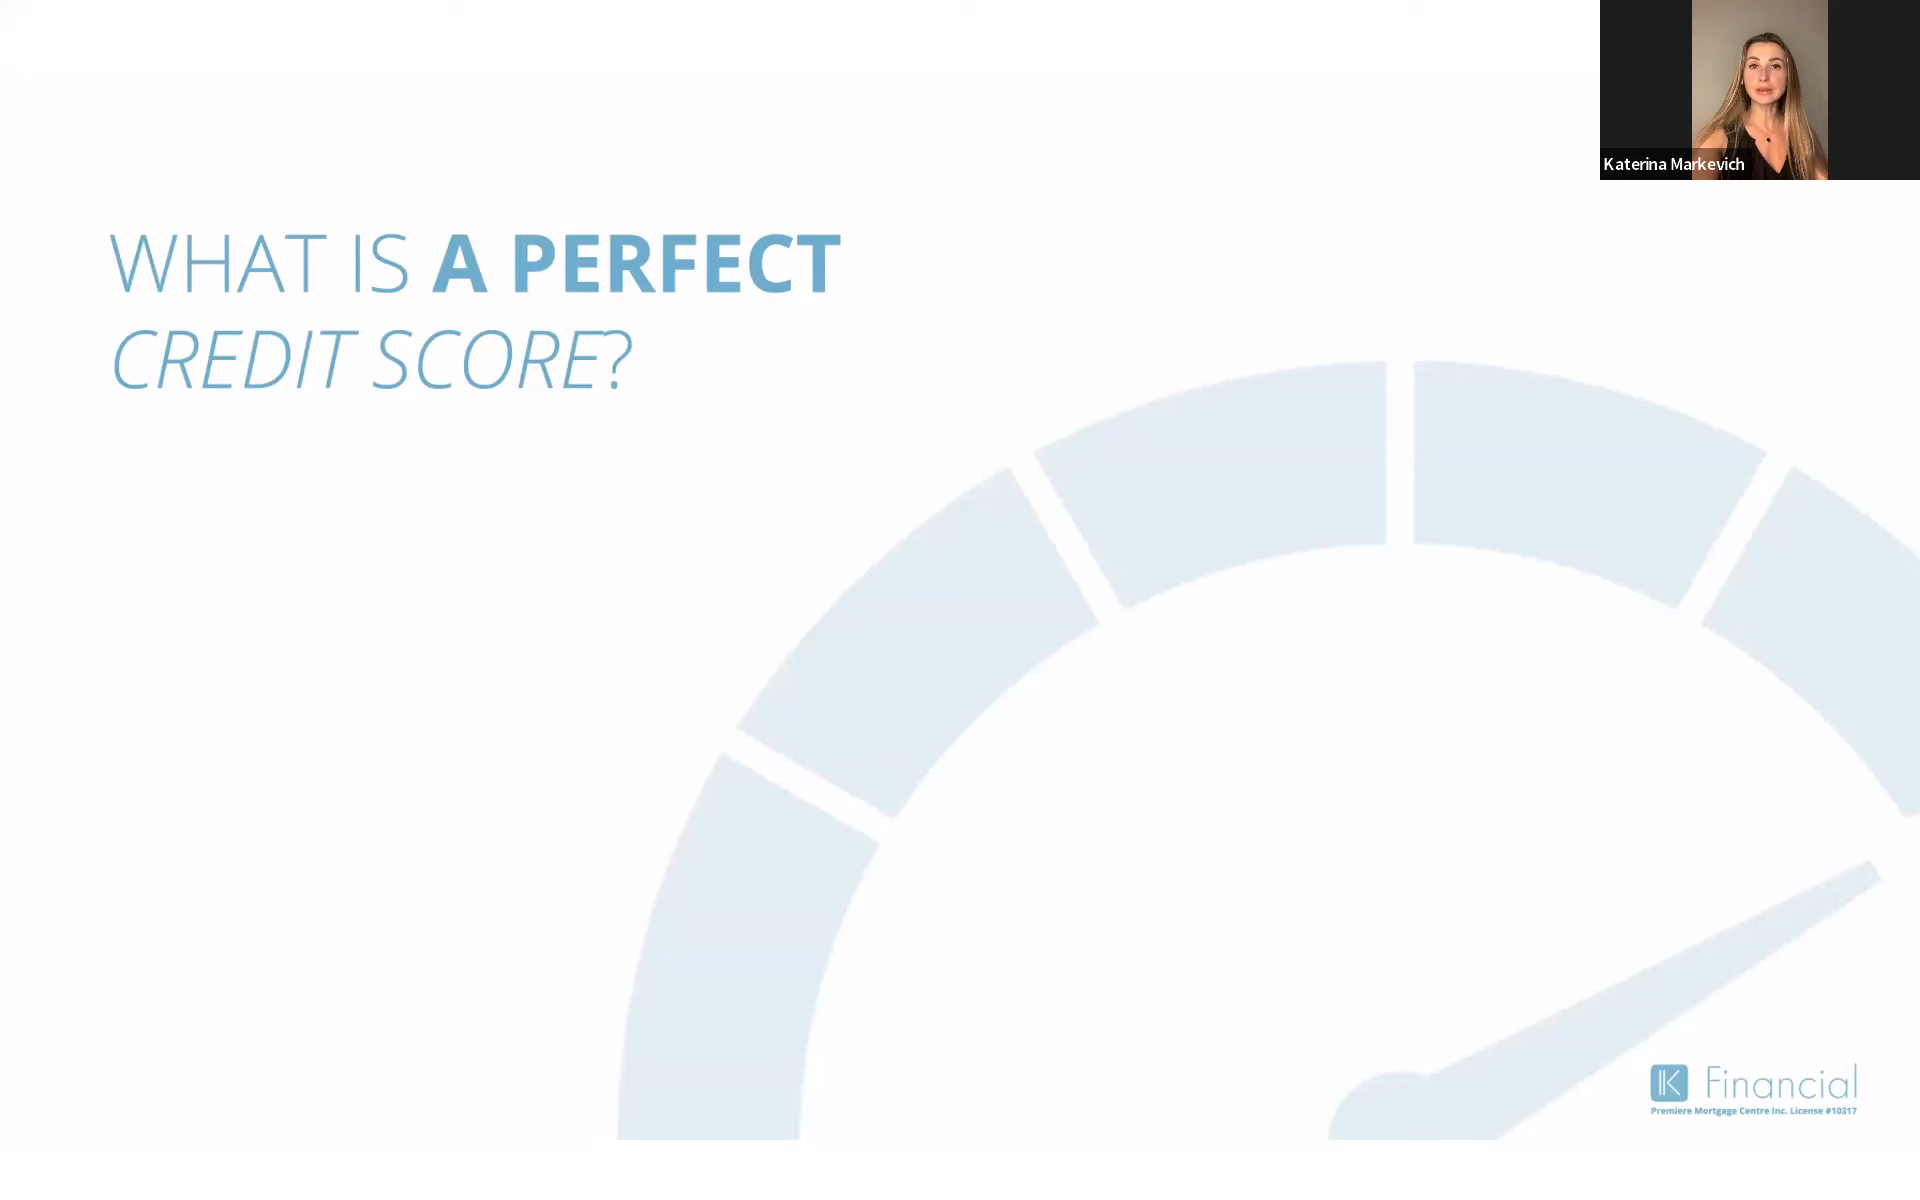 Katerina Markevich
WHAT IS A PERFECT
CREDIT SCORE?
K Financial
Premiere Mortgage Centre Inc. License #10317